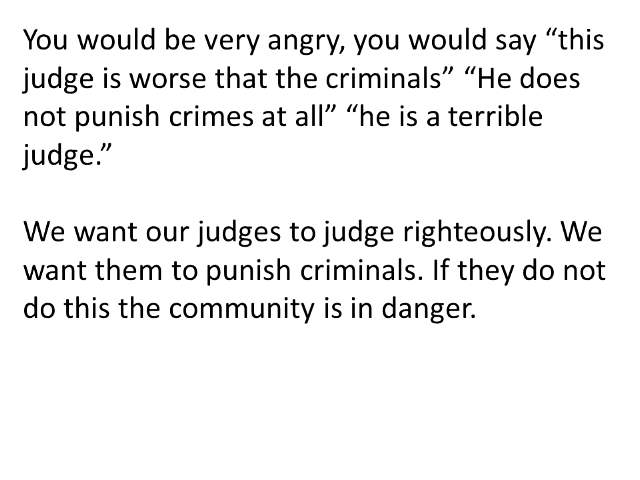 You would be very angry, you would say “this
judge is worse that the criminals” “He does
not punish crimes at all” “he is a terrible
judge.”
We want our judges to judge righteously. We
want them to punish criminals. If they do not
do this the community is in danger.